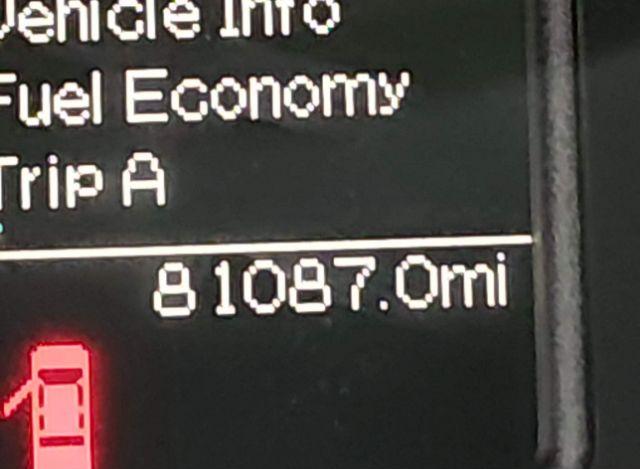 Vehicle Info
Fuel Economy
Trip A
81087.0mi